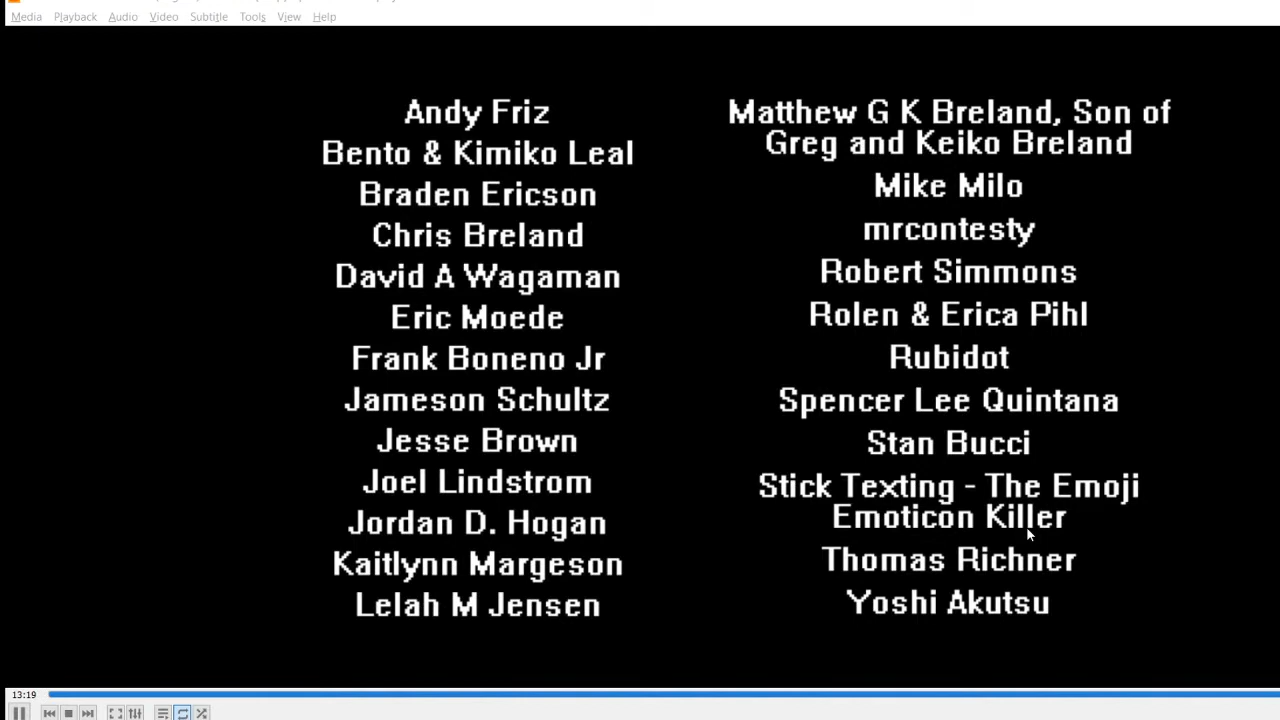 Media Playback Audio Video Subtitle Tools View Help
Andy Friz
Bento & Kimiko Leal
Braden Ericson
Chris Breland
David A Wagaman
Eric Moede
Frank Boneno Jr
Jameson Schultz
Jesse Brown
Joel Lindstrom
Jordan D. Hogan
Kaitlynn Margeson
Lelah M Jensen
Matthew G K Breland, Son of
Greg and Keiko Breland
Mike Milo
mrcontesty
Robert Simmons
Rolen & Erica Pihl
Rubidot
Spencer Lee Quintana
Stan Bucci
Stick Texting - The Emoji
Emoticon Killer
Thomas Richner
Yoshi Akutsu
13:19